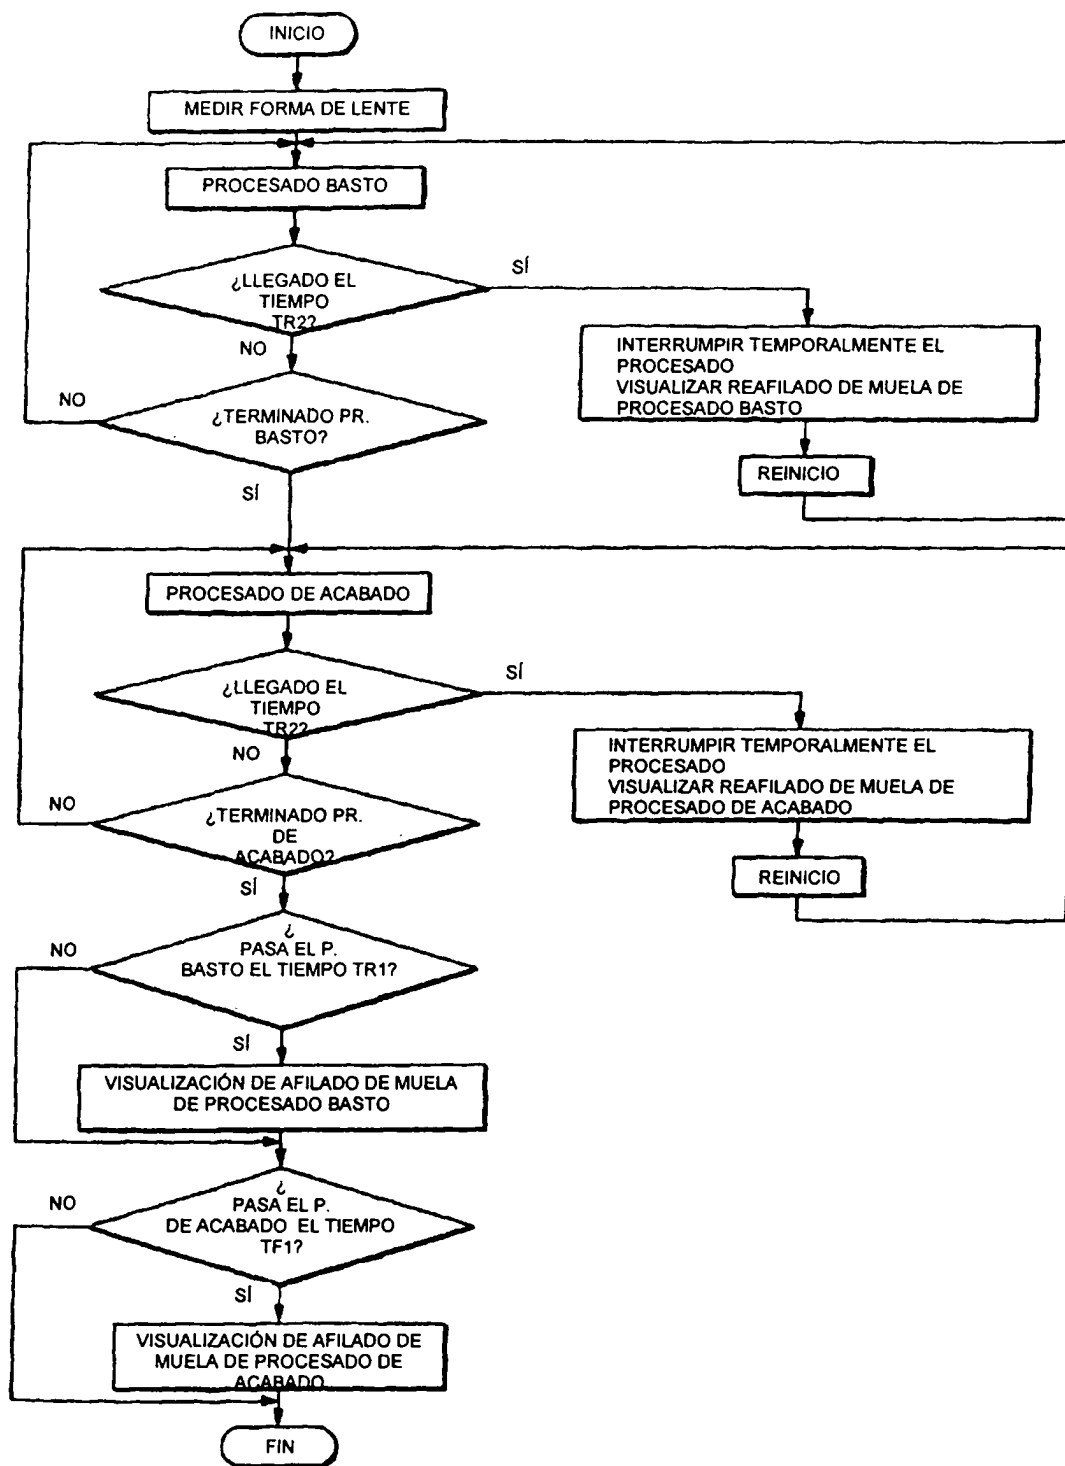 INICIO
MEDIR FORMA DE LENTE
PROCESADO BASTO
¿LLEGADO EL
TIEMPO
TR2?
SÍ
NO
INTERRUMPIR TEMPORALMENTE EL
PROCESADO
VISUALIZAR REAFILADO DE MUELA DE
PROCESADO BASTO
REINICIO
¿TERMINADO PR.
BASTO?
NO
SÍ
PROCESADO DE ACABADO
¿LLEGADO EL
TIEMPO
TR2?
SÍ
NO
INTERRUMPIR TEMPORALMENTE EL
PROCESADO
VISUALIZAR REAFILADO DE MUELA DE
PROCESADO DE ACABADO
REINICIO
¿TERMINADO PR.
DE
ACABADO?
NO
SÍ
¿
PASA EL P.
BASTO EL TIEMPO TR1?
NO
SÍ
VISUALIZACIÓN DE AFILADO DE MUELA
DE PROCESADO BASTO
¿
PASA EL P.
DE ACABADO EL TIEMPO
TF1?
NO
SÍ
VISUALIZACIÓN DE AFILADO DE
MUELA DE PROCESADO DE
ACABADO
FIN